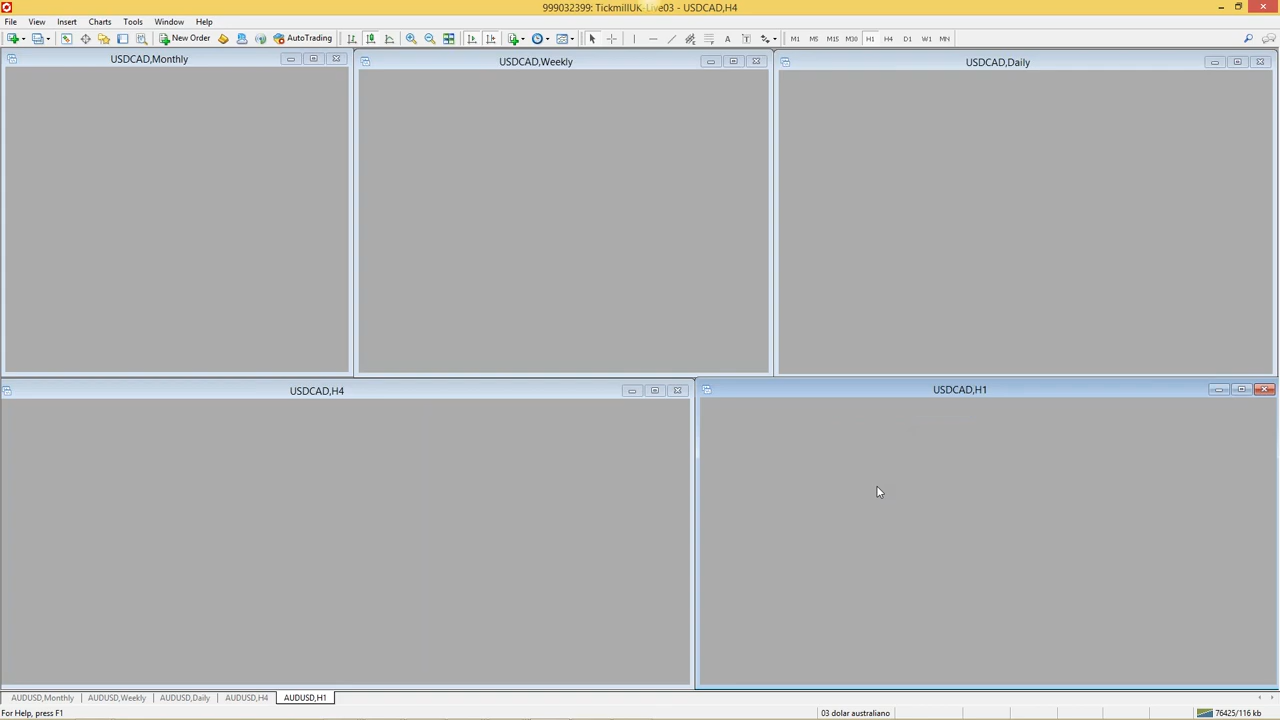 999032399: TickmillUK-Live03 - USDCAD,H4
File View Insert Charts Tools Window Help
New Order AutoTrading M1 M5 M15 M30 H1 H4 D1 W1 MN
USDCAD,Monthly
USDCAD,Weekly
USDCAD,Daily
USDCAD,H4
USDCAD,H1
AUDUSD,Monthly AUDUSD,Weekly AUDUSD,Daily AUDUSD,H4 AUDUSD,H1
For Help, press F1 03 dolar australiano 76425/116 kb